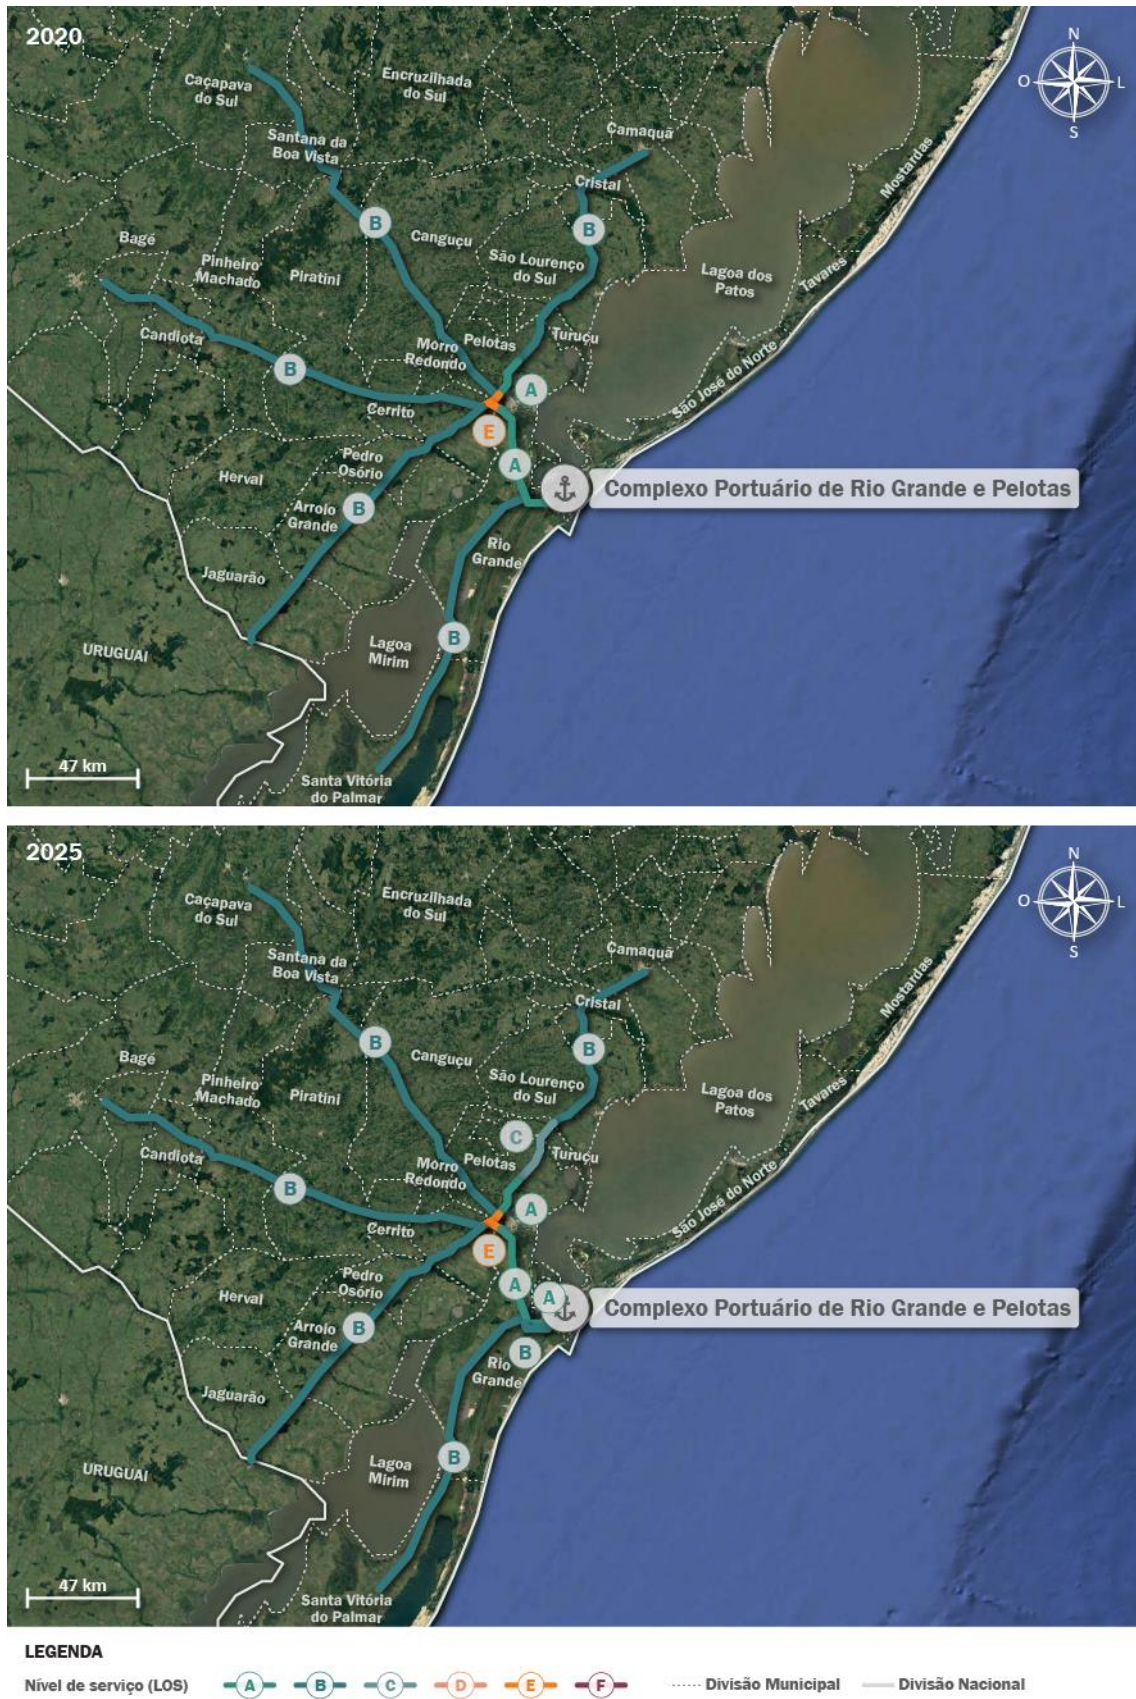 2020
N
O
L
S
Caçapava
do Sul
Encruzilhada
do Sul
Santana da
Boa Vista
Camaquã
Cristal
Mostardas
B
B
Bagé
Canguçu
Pinheiro
Machado
Piratini
São Lourenço
do Sul
Lagoa dos
Patos
Tavares
Candiota
Pelotas
Turuçu
Morro
Redondo
São José do Norte
B
A
Cerrito
E
Pedro
Osório
A
Herval
Complexo Portuário de Rio Grande e Pelotas
Arroio
Grande
B
Rio
Grande
Jaguarão
B
URUGUAI
Lagoa
Mirim
47 km
Santa Vitória
do Palmar
2025
N
O
L
S
Caçapava
do Sul
Encruzilhada
do Sul
Santana da
Boa Vista
Camaquã
Cristal
Mostardas
B
B
Bagé
Canguçu
Pinheiro
Machado
Piratini
São Lourenço
do Sul
Lagoa dos
Patos
Tavares
C
Candiota
Pelotas
Turuçu
Morro
Redondo
São José do Norte
B
A
Cerrito
E
Pedro
Osório
A
A
Herval
Complexo Portuário de Rio Grande e Pelotas
Arroio
Grande
B
B
Rio
Grande
Jaguarão
B
URUGUAI
Lagoa
Mirim
47 km
Santa Vitória
do Palmar
LEGENDA
Nível de serviço (LOS) A B C D E F Divisão Municipal Divisão Nacional